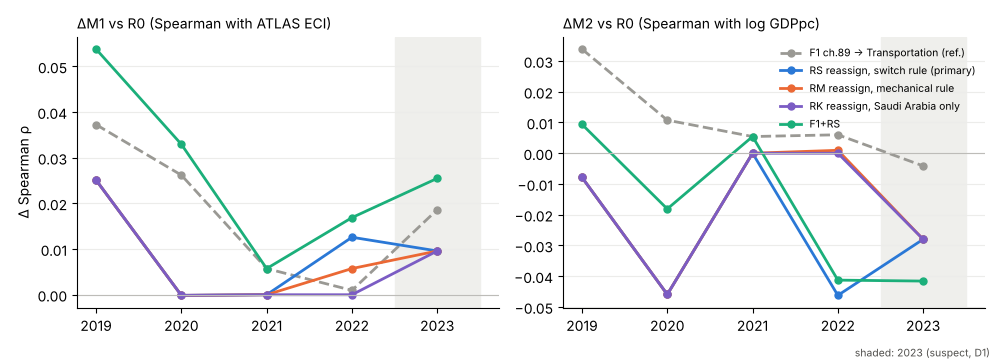 ΔM1 vs R0 (Spearman with ATLAS ECI)
Δ Spearman ρ
0.05
0.04
0.03
0.02
0.01
0.00
2019 2020 2021 2022 2023
ΔM2 vs R0 (Spearman with log GDPpc)
F1 ch.89 → Transportation (ref.)
RS reassign, switch rule (primary)
RM reassign, mechanical rule
RK reassign, Saudi Arabia only
F1+RS
0.03
0.02
0.01
0.00
−0.01
−0.02
−0.03
−0.04
−0.05
2019 2020 2021 2022 2023
shaded: 2023 (suspect, D1)